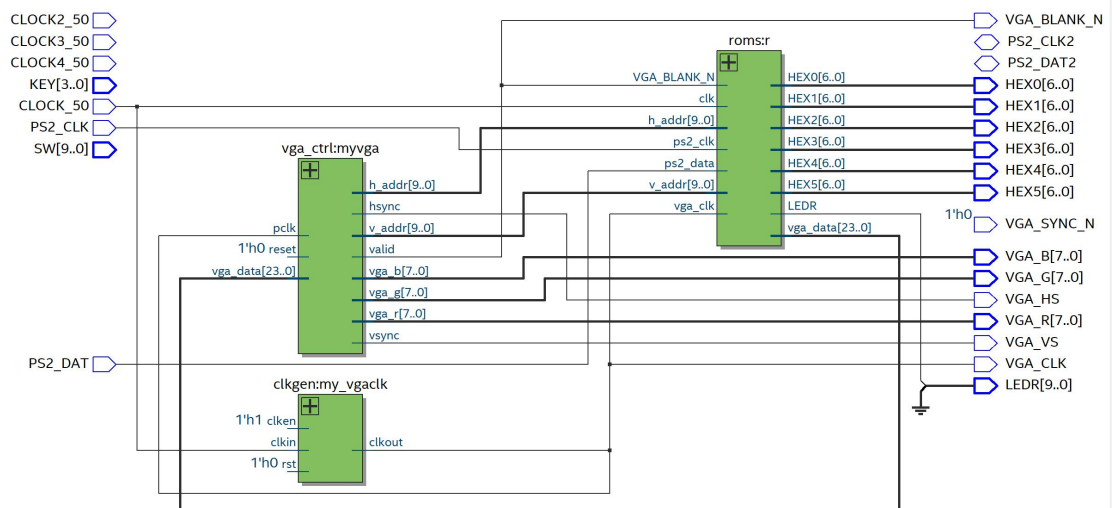 CLOCK2_50
CLOCK3_50
CLOCK4_50
KEY[3..0]
CLOCK_50
PS2_CLK
SW[9..0]
PS2_DAT
vga_ctrl:myvga
pclk
1'h0 reset
vga_data[23..0]
h_addr[9..0]
hsync
v_addr[9..0]
valid
vga_b[7..0]
vga_g[7..0]
vga_r[7..0]
vsync
clkgen:my_vgaclk
1'h1 clken
clkin
1'h0 rst
clkout
roms:r
VGA_BLANK_N
clk
h_addr[9..0]
ps2_clk
ps2_data
v_addr[9..0]
vga_clk
HEX0[6..0]
HEX1[6..0]
HEX2[6..0]
HEX3[6..0]
HEX4[6..0]
HEX5[6..0]
LEDR
vga_data[23..0]
VGA_BLANK_N
PS2_CLK2
PS2_DAT2
HEX0[6..0]
HEX1[6..0]
HEX2[6..0]
HEX3[6..0]
HEX4[6..0]
HEX5[6..0]
1'h0
VGA_SYNC_N
VGA_B[7..0]
VGA_G[7..0]
VGA_HS
VGA_R[7..0]
VGA_VS
VGA_CLK
LEDR[9..0]